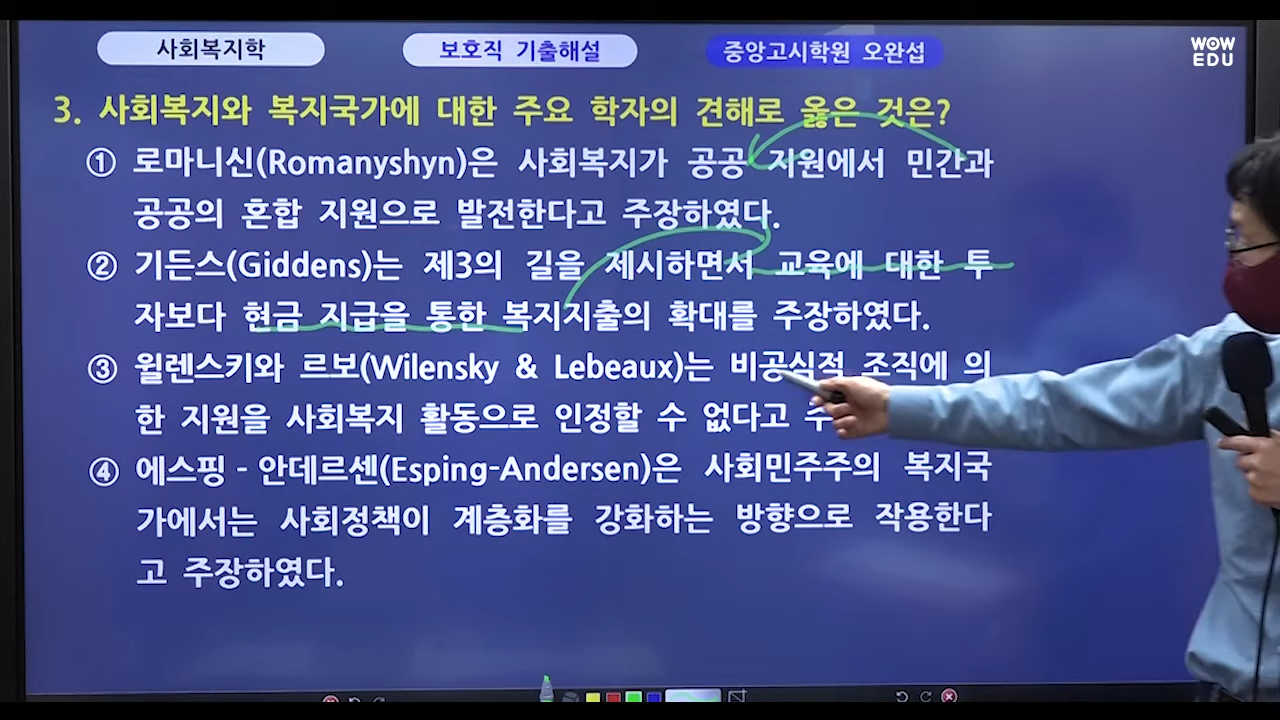 사회복지학
보호직 기출해설
중앙고시학원 오완섭
WOW
EDU
3. 사회복지와 복지국가에 대한 주요 학자의 견해로 옳은 것은?
① 로마니신(Romanyshyn)은 사회복지가 공공 지원에서 민간과
공공의 혼합 지원으로 발전한다고 주장하였다.
② 기든스(Giddens)는 제3의 길을 제시하면서 교육에 대한 투
자보다 현금 지급을 통한 복지지출의 확대를 주장하였다.
③ 윌렌스키와 르보(Wilensky & Lebeaux)는 비공식적 조직에 의
한 지원을 사회복지 활동으로 인정할 수 없다고 주
④ 에스핑-안데르센(Esping-Andersen)은 사회민주주의 복지국
가에서는 사회정책이 계층화를 강화하는 방향으로 작용한다
고 주장하였다.